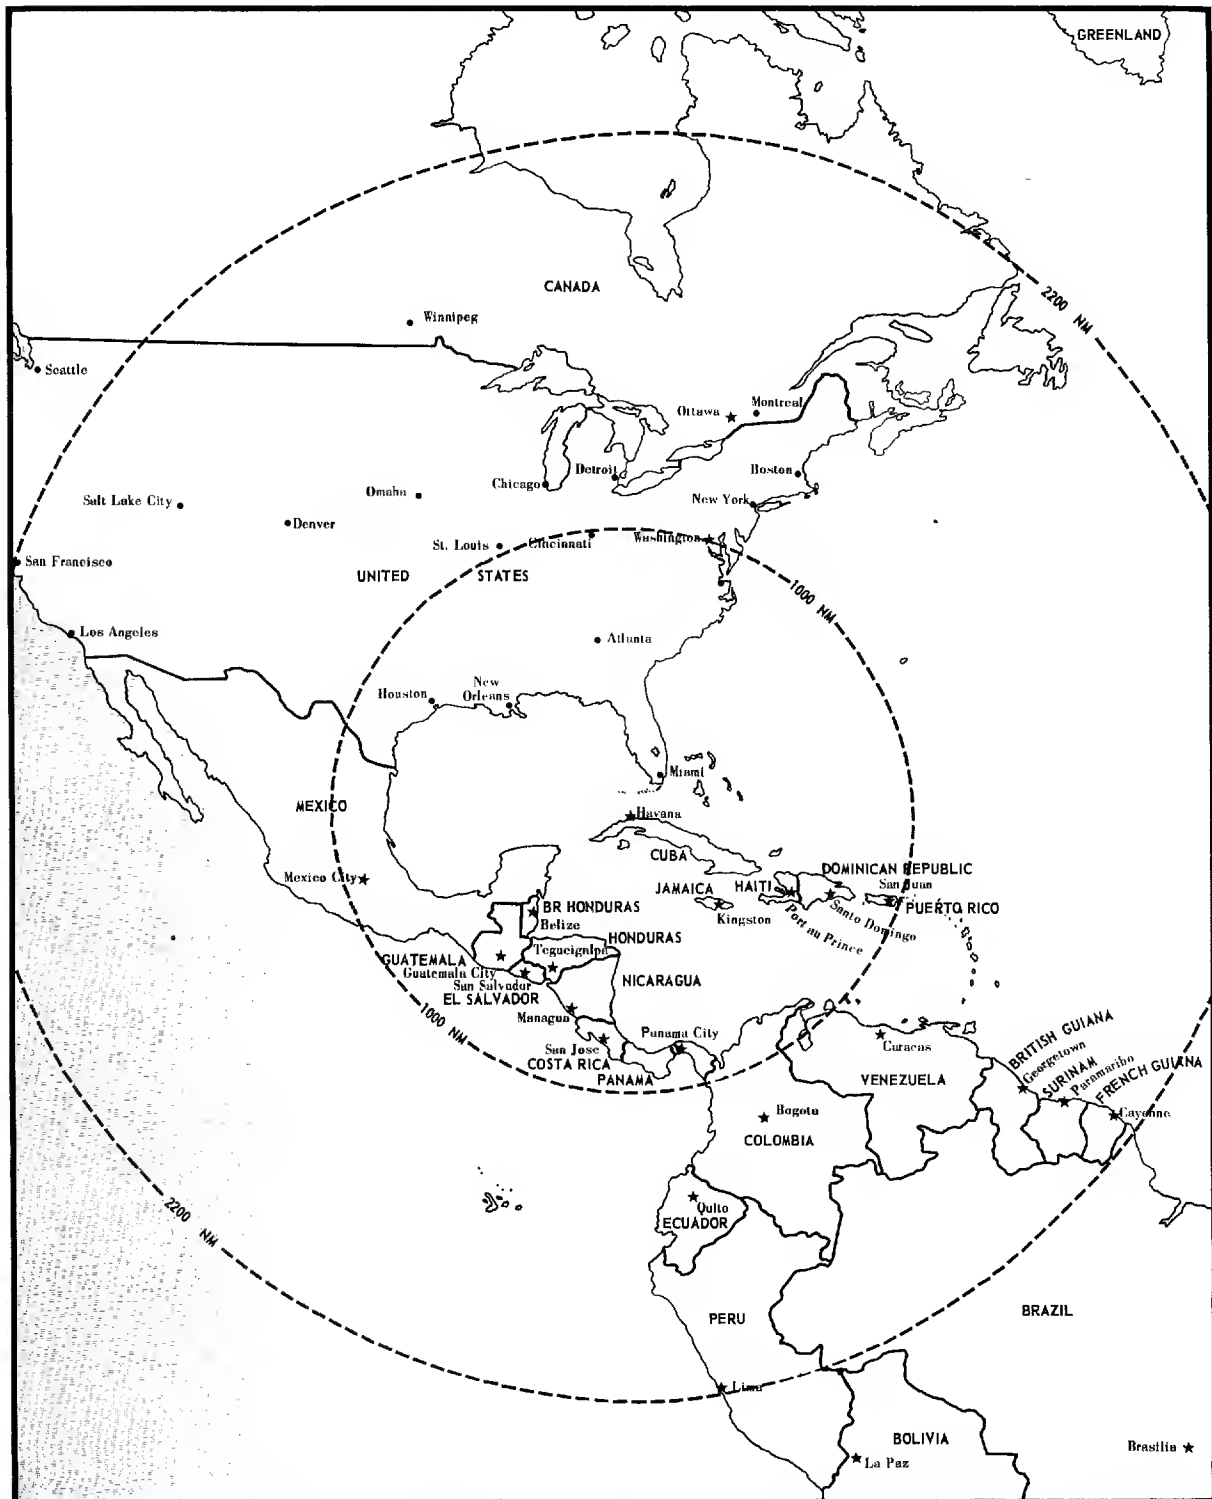 GREENLAND
CANADA
2200 NM
Winnipeg
Seattle
Ottawa
Montreal
Boston
Detroit
Chicago
New York
Omaha
Salt Lake City
Denver
St. Louis
Cincinnati
Washington
San Francisco
UNITED STATES
1000 NM
Los Angeles
Atlanta
Houston
New
Orleans
Miami
MEXICO
Havana
CUBA
Mexico City
DOMINICAN REPUBLIC
HAITI
San Juan
JAMAICA
PUERTO RICO
Kingston
Port au Prince
Santo Domingo
BR HONDURAS
Belize
HONDURAS
Tegucigalpa
GUATEMALA
Guatemala City
San Salvador
EL SALVADOR
NICARAGUA
Managua
1000 NM
San Jose
COSTA RICA
Panama City
PANAMA
Caracas
VENEZUELA
BRITISH GUIANA
Georgetown
SURINAM
Paramaribo
FRENCH GUIANA
Cayenne
Bogota
COLOMBIA
Quito
ECUADOR
2200 NM
PERU
BRAZIL
Lima
BOLIVIA
La Paz
Brasilia